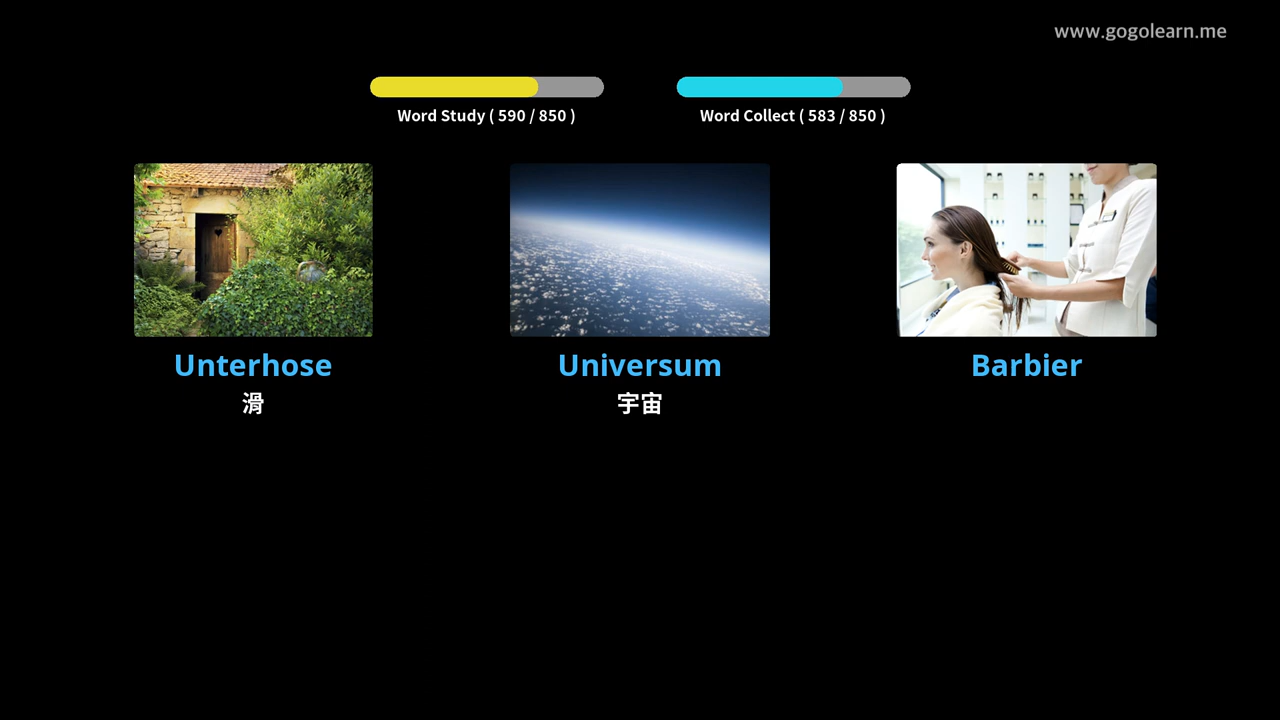 www.gogolearn.me
Word Study ( 590 / 850 )
Word Collect ( 583 / 850 )
Unterhose
滑
Universum
宇宙
Barbier